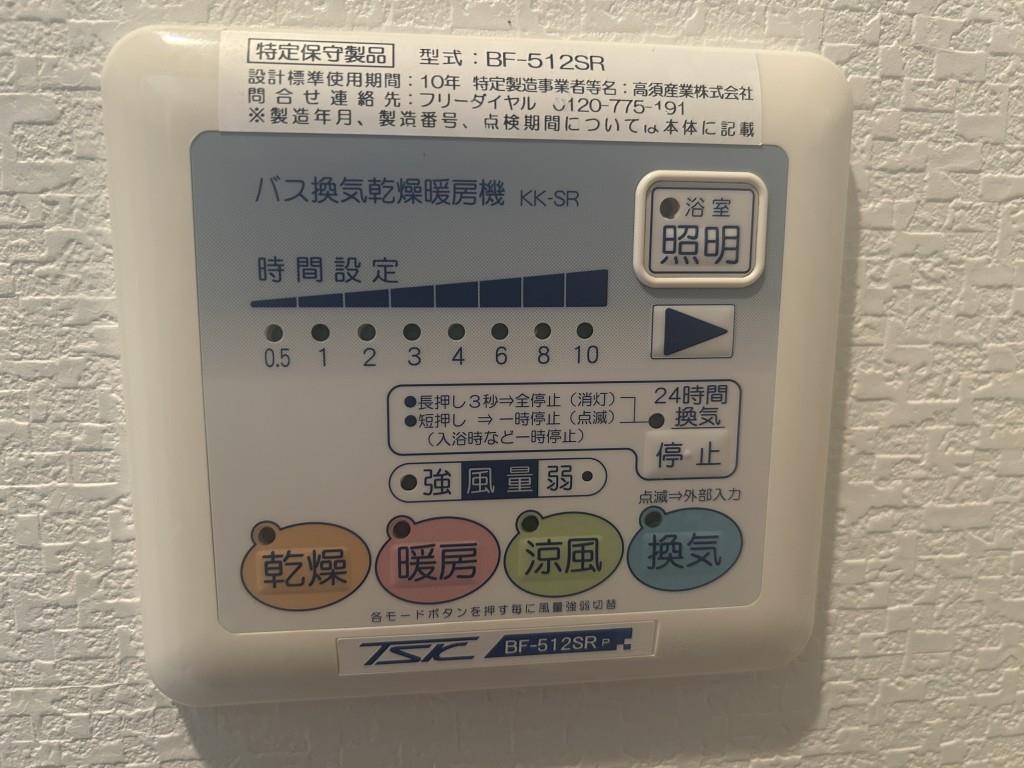 特定保守製品 型式：BF-512SR
設計標準使用期間：10年 特定製造事業者等名：高須産業株式会社
問合せ連絡先：フリーダイヤル 0120-775-191
※製造年月、製造番号、点検期間については本体に記載
バス換気乾燥暖房機 KK-SR
浴室
照明
時間設定
0.5 1 2 3 4 6 8 10
●長押し3秒⇒全停止（消灯）
●短押し ⇒ 一時停止（点滅）
（入浴時など一時停止）
24時間
換気
停止
強 風量 弱
点滅⇒外部入力
乾燥 暖房 涼風 換気
各モードボタンを押す毎に風量強弱切替
TSK BF-512SR P